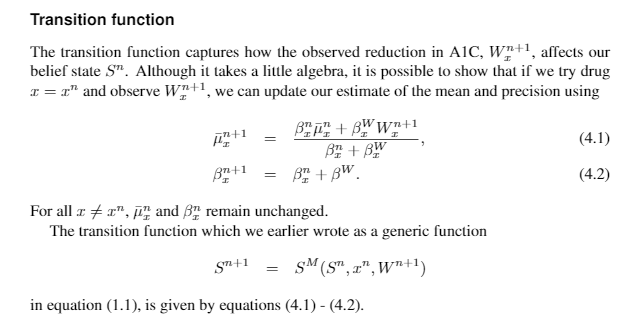 Transition function
The transition function captures how the observed reduction in A1C, $W_x^{n+1}$, affects our
belief state $S^n$. Although it takes a little algebra, it is possible to show that if we try drug
$x = x^n$ and observe $W_x^{n+1}$, we can update our estimate of the mean and precision using
$\bar{\mu}_x^{n+1} = \frac{\beta_x^n \bar{\mu}_x^n + \beta_x^W W_x^{n+1}}{\beta_x^n + \beta_x^W},$ (4.1)
$\beta_x^{n+1} = \beta_x^n + \beta^W.$ (4.2)
For all $x \neq x^n$, $\bar{\mu}_x^n$ and $\beta_x^n$ remain unchanged.
The transition function which we earlier wrote as a generic function
$S^{n+1} = S^M(S^n, x^n, W^{n+1})$
in equation (1.1), is given by equations (4.1) - (4.2).